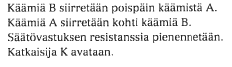 Käämiä B siirretään poispäin käämistä A.
Käämiä A siirretään kohti käämiä B.
Säätövastuksen resistanssia pienennetään.
Katkaisija K avataan.